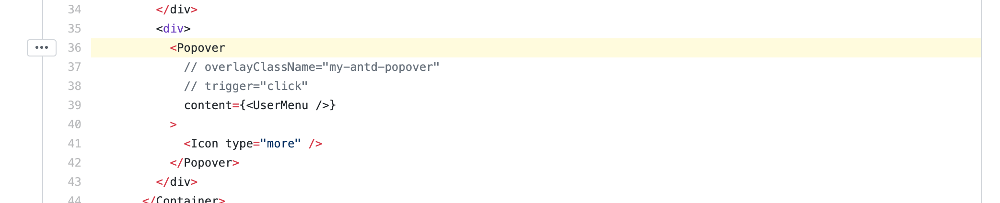 34 </div>
35 <div>
36 <Popover
37 // overlayClassName="my-antd-popover"
38 // trigger="click"
39 content={<UserMenu />}
40 >
41 <Icon type="more" />
42 </Popover>
43 </div>
44 </Container>